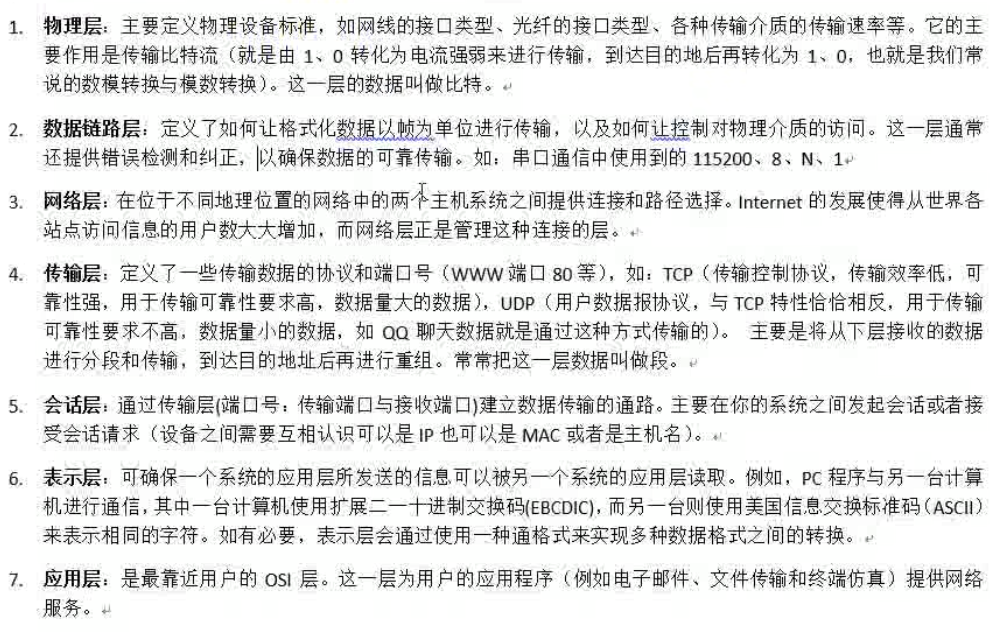 1. 物理层：主要定义物理设备标准，如网线的接口类型、光纤的接口类型、各种传输介质的传输速率等。它的主
要作用是传输比特流（就是由 1、0 转化为电流强弱来进行传输，到达目的地后再转化为 1、0，也就是我们常
说的数模转换与模数转换）。这一层的数据叫做比特。
2. 数据链路层：定义了如何让格式化数据以帧为单位进行传输，以及如何让控制对物理介质的访问。这一层通常
还提供错误检测和纠正，以确保数据的可靠传输。如：串口通信中使用到的 115200、8、N、1
3. 网络层：在位于不同地理位置的网络中的两个主机系统之间提供连接和路径选择。Internet 的发展使得从世界各
站点访问信息的用户数大大增加，而网络层正是管理这种连接的层。
4. 传输层：定义了一些传输数据的协议和端口号（WWW 端口 80 等），如：TCP（传输控制协议，传输效率低，可
靠性强，用于传输可靠性要求高，数据量大的数据），UDP（用户数据报协议，与 TCP 特性恰恰相反，用于传输
可靠性要求不高，数据量小的数据，如 QQ 聊天数据就是通过这种方式传输的）。 主要是将从下层接收的数据
进行分段和传输，到达目的地址后再进行重组。常常把这一层数据叫做段。
5. 会话层：通过传输层(端口号：传输端口与接收端口)建立数据传输的通路。主要在你的系统之间发起会话或者接
受会话请求（设备之间需要互相认识可以是 IP 也可以是 MAC 或者是主机名）。
6. 表示层：可确保一个系统的应用层所发送的信息可以被另一个系统的应用层读取。例如，PC 程序与另一台计算
机进行通信，其中一台计算机使用扩展二一十进制交换码(EBCDIC)，而另一台则使用美国信息交换标准码（ASCII）
来表示相同的字符。如有必要，表示层会通过使用一种通格式来实现多种数据格式之间的转换。
7. 应用层：是最靠近用户的 OSI 层。这一层为用户的应用程序（例如电子邮件、文件传输和终端仿真）提供网络
服务。